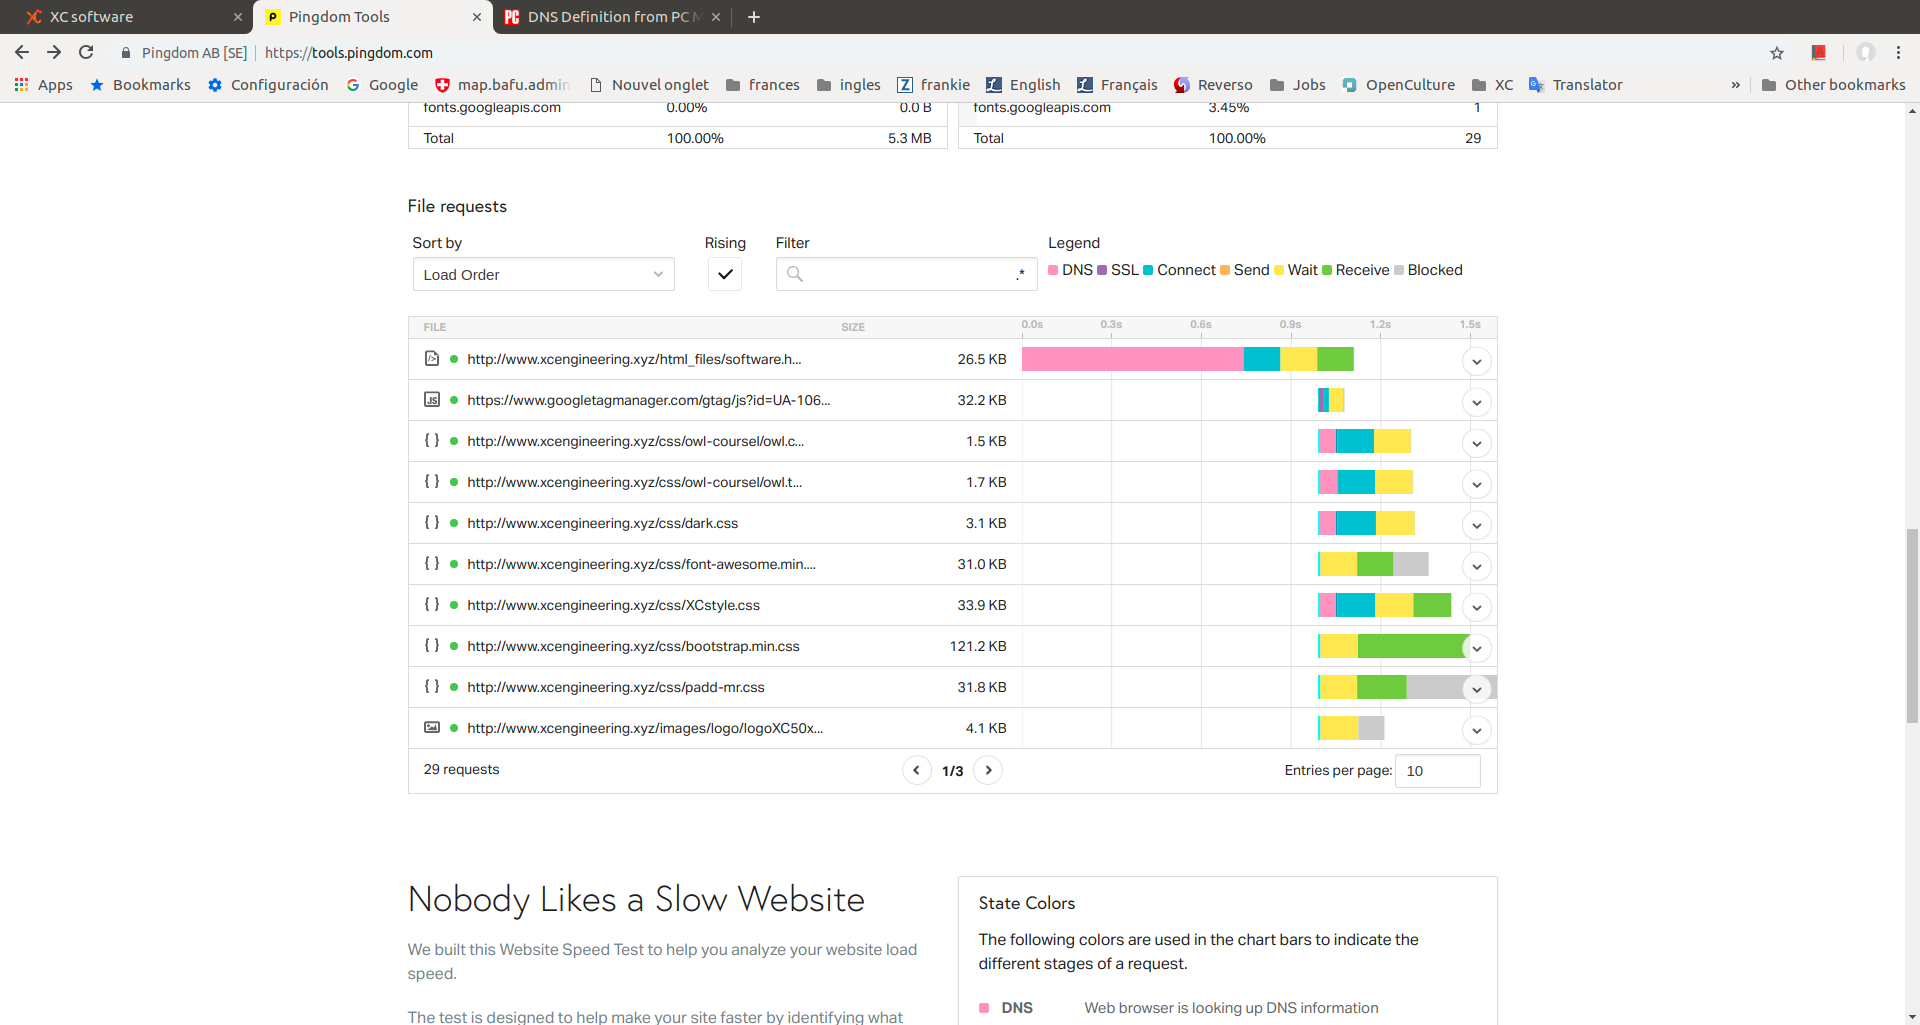 XC software
Pingdom Tools
DNS Definition from PC M
Pingdom AB [SE] https://tools.pingdom.com
Apps Bookmarks Configuración Google map.bafu.admin Nouvel onglet frances ingles frankie English Français Reverso Jobs OpenCulture XC Translator » Other bookmarks
fonts.googleapis.com 0.00% 0.0 B
Total 100.00% 5.3 MB
fonts.googleapis.com 3.45% 1
Total 100.00% 29
File requests
Sort by Rising Filter Legend
Load Order .* DNS SSL Connect Send Wait Receive Blocked
FILE SIZE 0.0s 0.3s 0.6s 0.9s 1.2s 1.5s
http://www.xcengineering.xyz/html_files/software.h... 26.5 KB
JS https://www.googletagmanager.com/gtag/js?id=UA-106... 32.2 KB
{ } http://www.xcengineering.xyz/css/owl-coursel/owl.c... 1.5 KB
{ } http://www.xcengineering.xyz/css/owl-coursel/owl.t... 1.7 KB
{ } http://www.xcengineering.xyz/css/dark.css 3.1 KB
{ } http://www.xcengineering.xyz/css/font-awesome.min.... 31.0 KB
{ } http://www.xcengineering.xyz/css/XCstyle.css 33.9 KB
{ } http://www.xcengineering.xyz/css/bootstrap.min.css 121.2 KB
{ } http://www.xcengineering.xyz/css/padd-mr.css 31.8 KB
http://www.xcengineering.xyz/images/logo/logoXC50x... 4.1 KB
29 requests 1/3 Entries per page: 10
Nobody Likes a Slow Website
We built this Website Speed Test to help you analyze your website load
speed.
The test is designed to help make your site faster by identifying what
State Colors
The following colors are used in the chart bars to indicate the
different stages of a request.
DNS Web browser is looking up DNS information